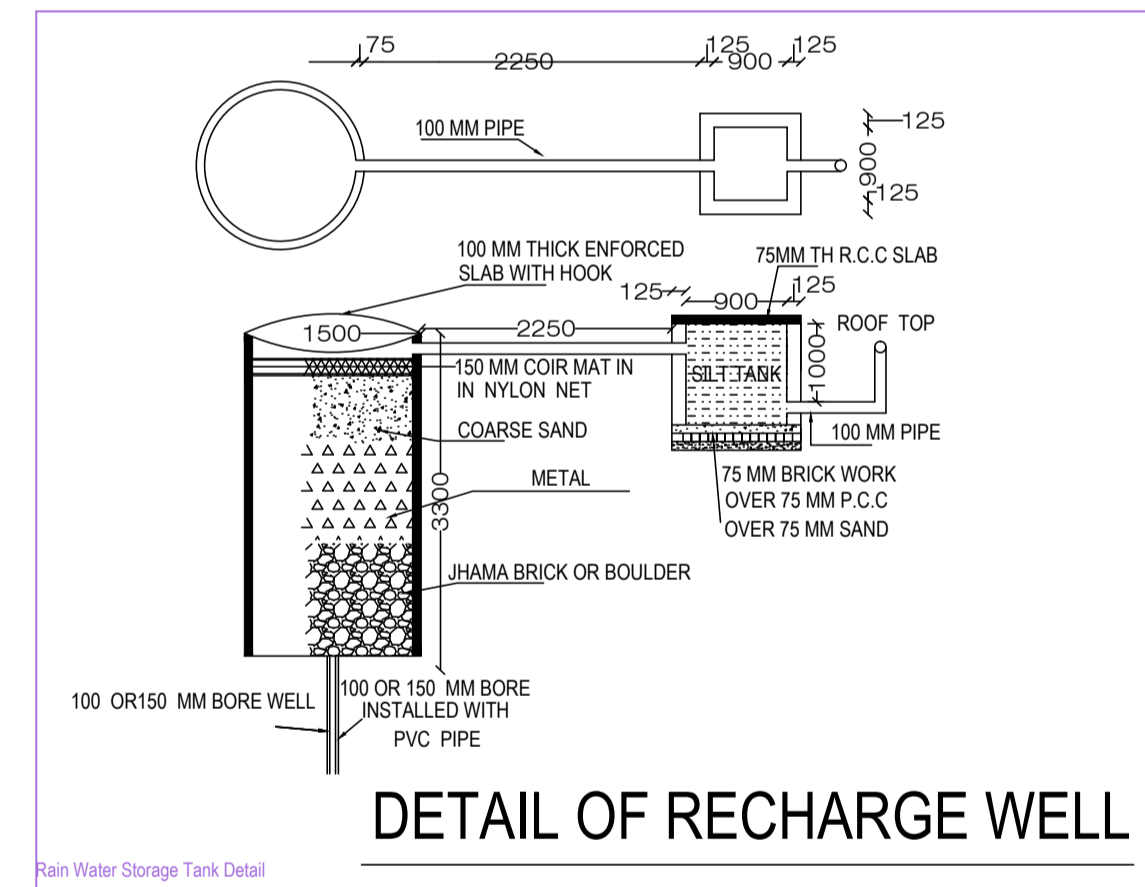 75
2250
125
900
125
100 MM PIPE
125
900
125
100 MM THICK ENFORCED
SLAB WITH HOOK
75MM TH R.C.C SLAB
125
900
125
1500
2250
ROOF TOP
1000
150 MM COIR MAT IN
IN NYLON NET
SILT TANK
COARSE SAND
100 MM PIPE
METAL
3300
75 MM BRICK WORK
OVER 75 MM P.C.C
OVER 75 MM SAND
JHAMA BRICK OR BOULDER
100 OR150 MM BORE WELL
100 OR 150 MM BORE
INSTALLED WITH
PVC PIPE
DETAIL OF RECHARGE WELL
Rain Water Storage Tank Detail